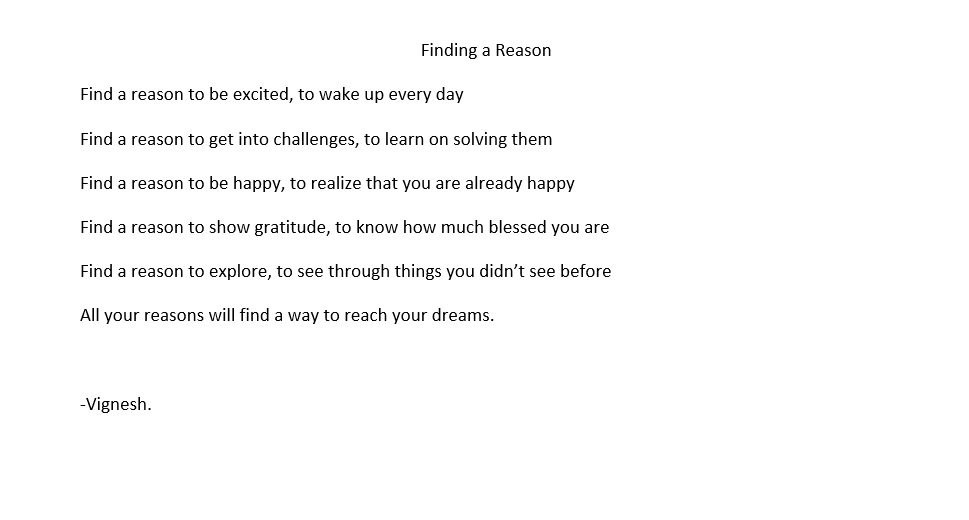 Finding a Reason
Find a reason to be excited, to wake up every day
Find a reason to get into challenges, to learn on solving them
Find a reason to be happy, to realize that you are already happy
Find a reason to show gratitude, to know how much blessed you are
Find a reason to explore, to see through things you didn’t see before
All your reasons will find a way to reach your dreams.
-Vignesh.